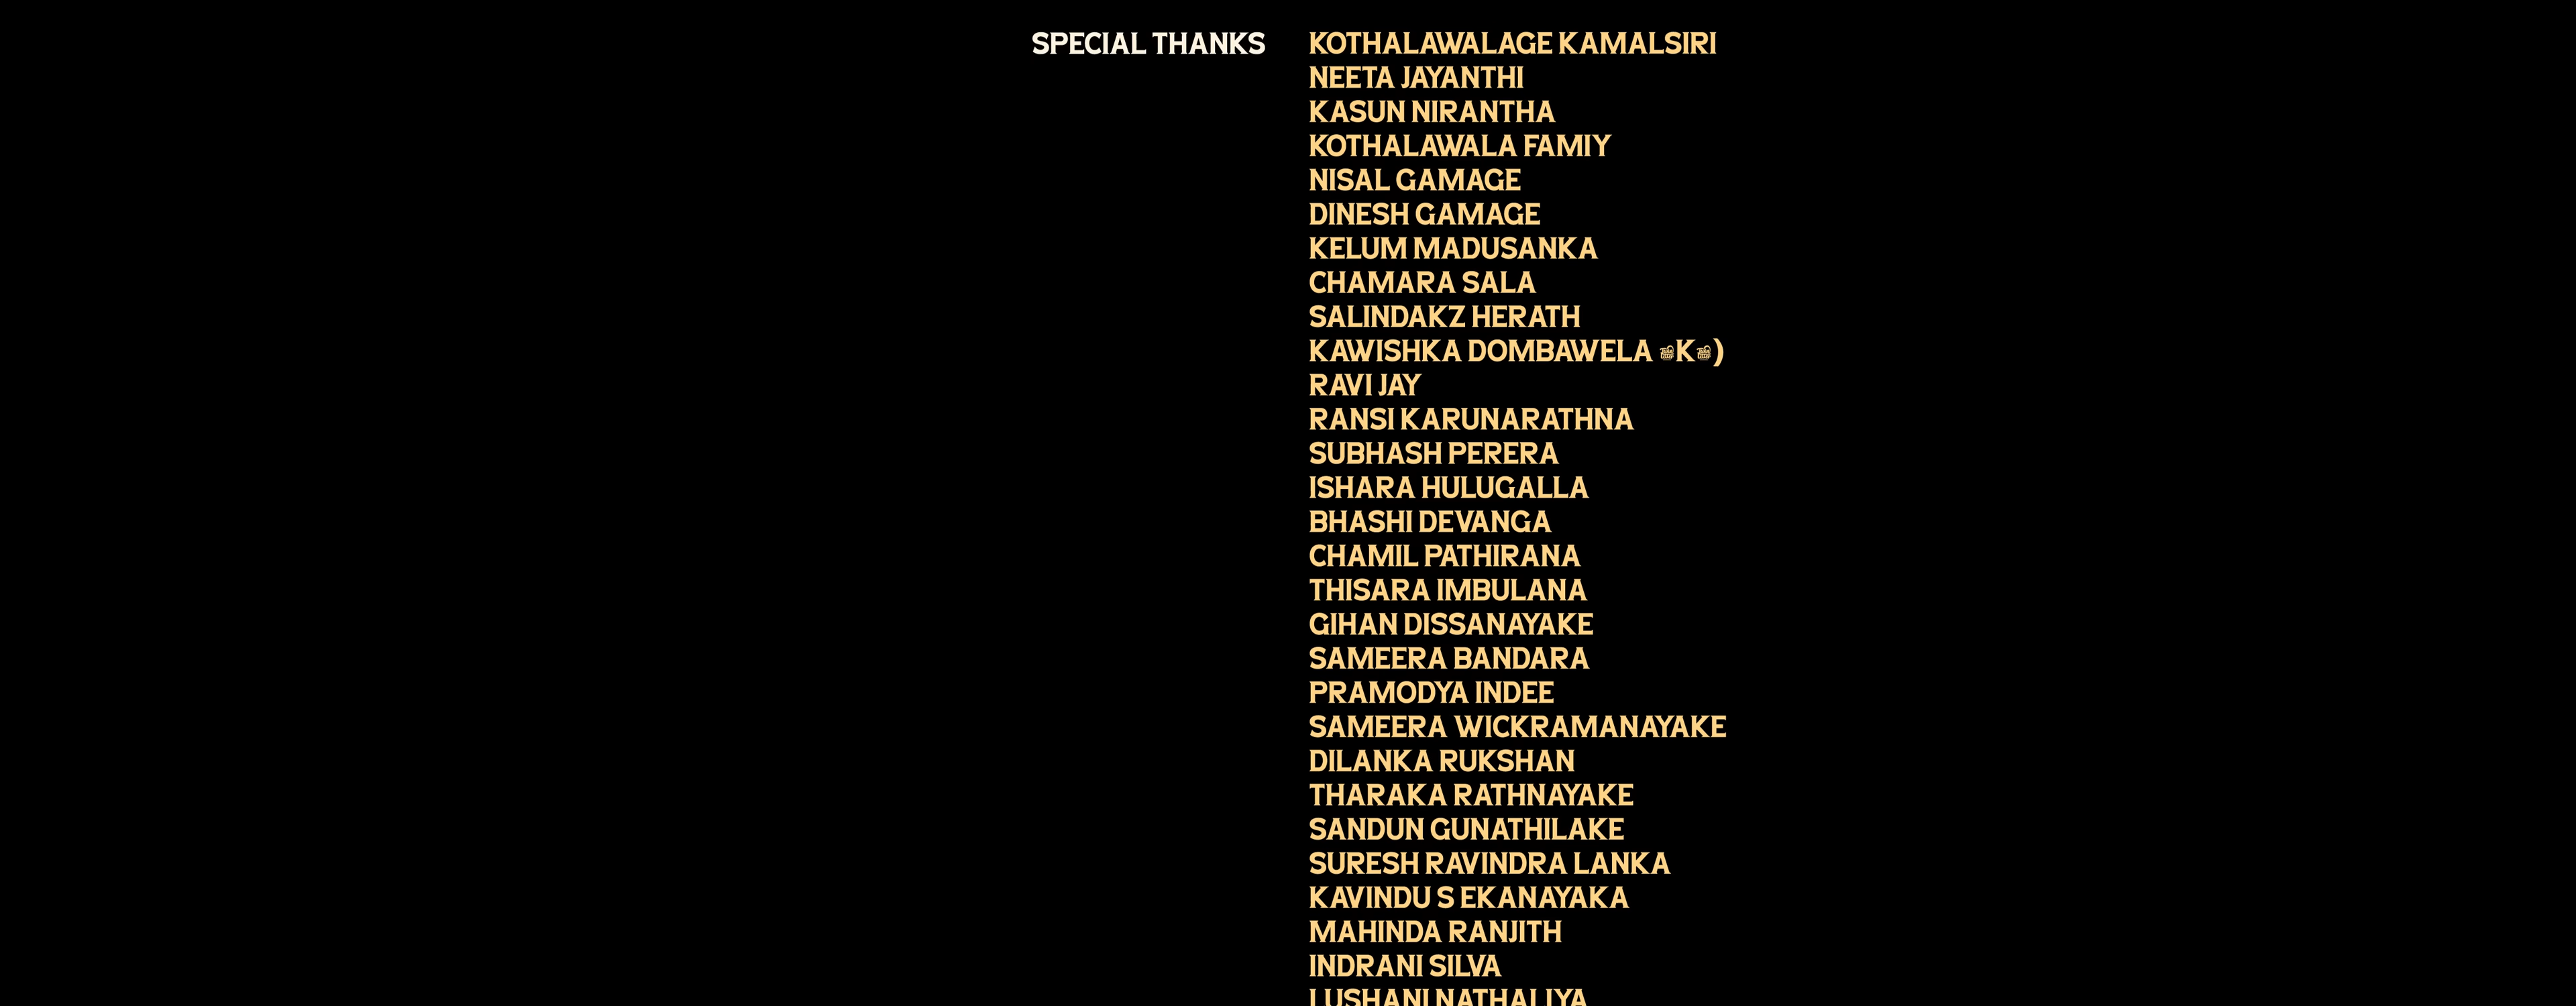 SPECIAL THANKS KOTHALAWALAGE KAMALSIRI
NEETA JAYANTHI
KASUN NIRANTHA
KOTHALAWALA FAMIY
NISAL GAMAGE
DINESH GAMAGE
KELUM MADUSANKA
CHAMARA SALA
SALINDAKZ HERATH
KAWISHKA DOMBAWELA K)
RAVI JAY
RANSI KARUNARATHNA
SUBHASH PERERA
ISHARA HULUGALLA
BHASHI DEVANGA
CHAMIL PATHIRANA
THISARA IMBULANA
GIHAN DISSANAYAKE
SAMEERA BANDARA
PRAMODYA INDEE
SAMEERA WICKRAMANAYAKE
DILANKA RUKSHAN
THARAKA RATHNAYAKE
SANDUN GUNATHILAKE
SURESH RAVINDRA LANKA
KAVINDU S EKANAYAKA
MAHINDA RANJITH
INDRANI SILVA
LUSHANI NATHALIYA